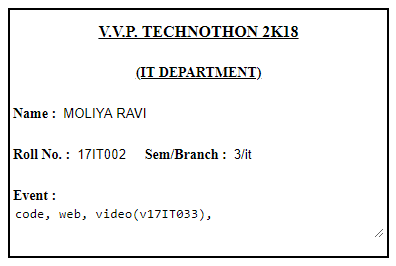 V.V.P. TECHNOTHON 2K18
(IT DEPARTMENT)
Name : MOLIYA RAVI
Roll No. : 17IT002 Sem/Branch : 3/it
Event :
code, web, video(v17IT033),